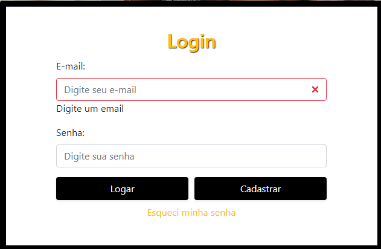 Login
E-mail:
Digite seu e-mail
Digite um email
Senha:
Digite sua senha
Logar
Cadastrar
Esqueci minha senha